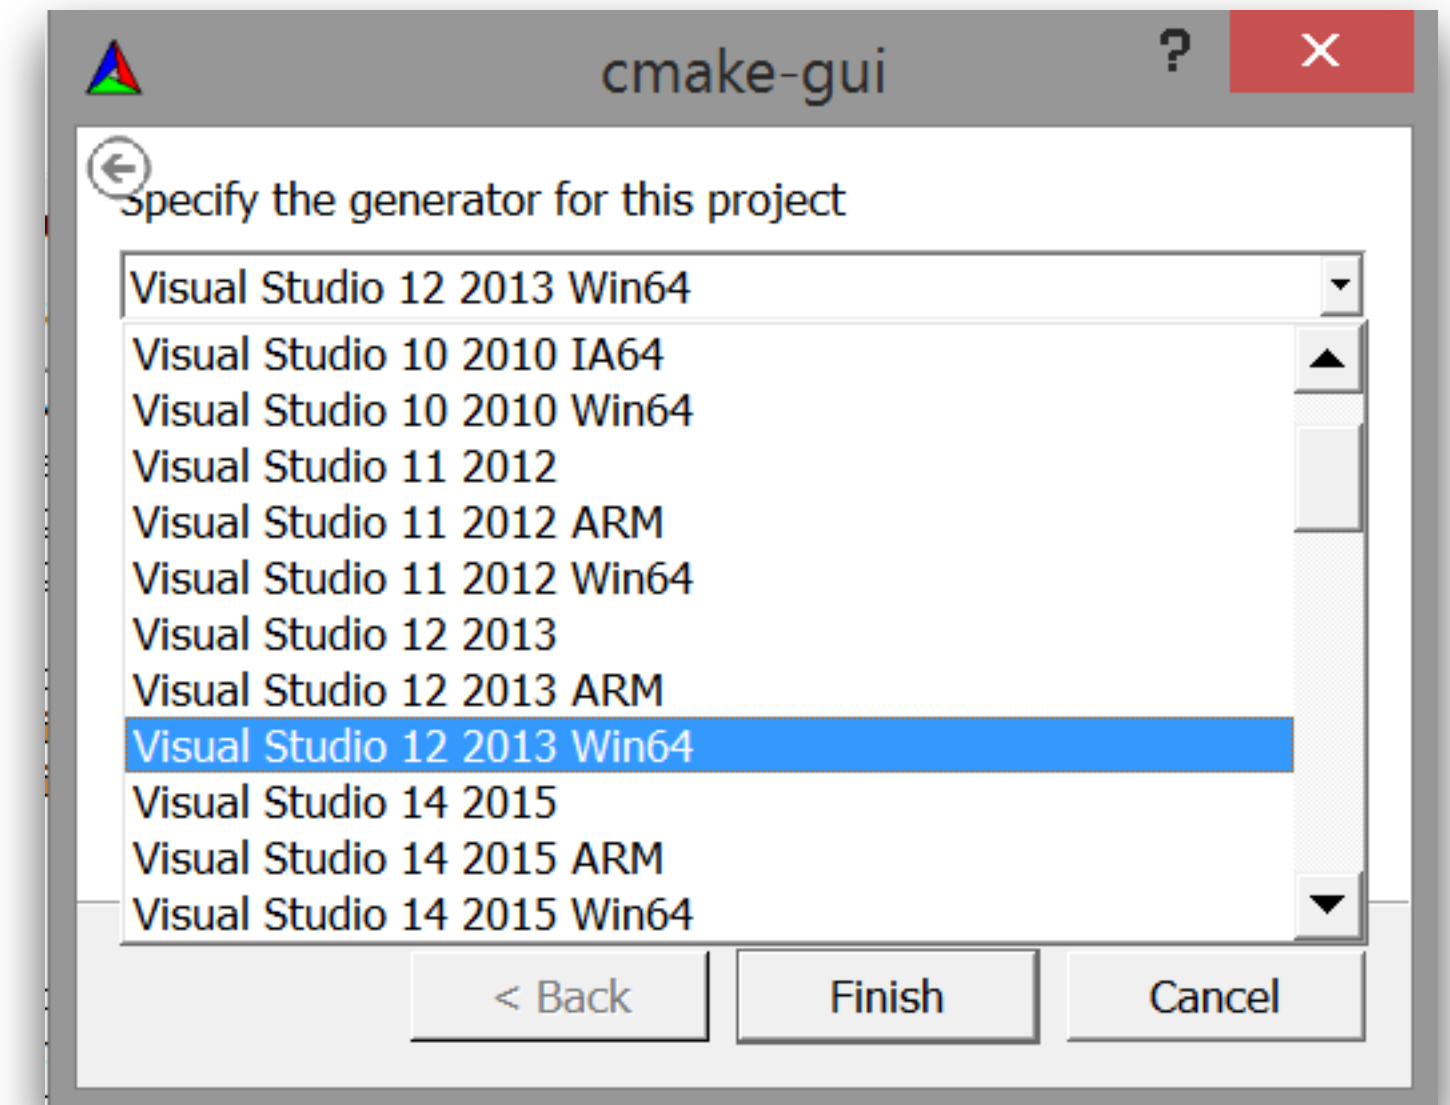 cmake-gui
?
Specify the generator for this project
Visual Studio 12 2013 Win64
Visual Studio 10 2010 IA64
Visual Studio 10 2010 Win64
Visual Studio 11 2012
Visual Studio 11 2012 ARM
Visual Studio 11 2012 Win64
Visual Studio 12 2013
Visual Studio 12 2013 ARM
Visual Studio 12 2013 Win64
Visual Studio 14 2015
Visual Studio 14 2015 ARM
Visual Studio 14 2015 Win64
< Back
Finish
Cancel